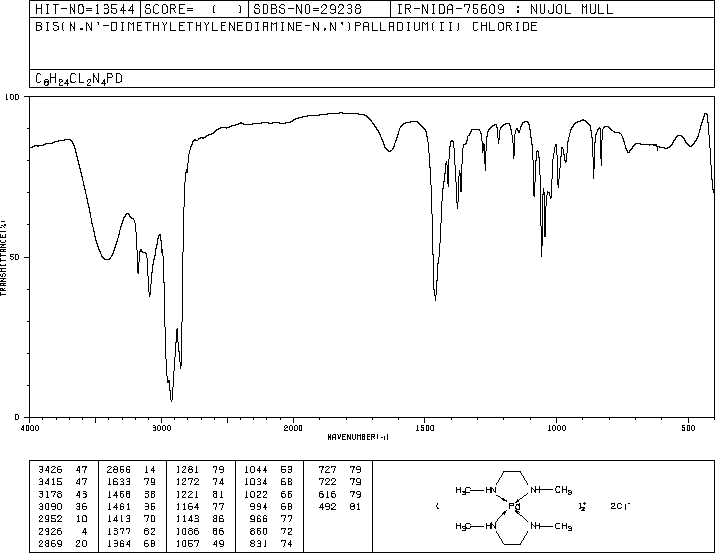 HIT-NO=13544 SCORE= ( ) SDBS-NO=29238 IR-NIDA-75609 : NUJOL MULL
BIS(N,N'-DIMETHYLETHYLENEDIAMINE-N,N')PALLADIUM(II) CHLORIDE
C8H24CL2N4PD
100
50
0
TRANSMITTANCE(%)
4000 3000 2000 1500 1000 500
WAVENUMBER(-1)
3426 47 2866 14 1281 79 1044 53 727 79
3415 47 1633 79 1272 74 1034 68 722 79
3178 43 1468 38 1221 81 1022 66 616 79
3090 36 1461 36 1164 77 994 68 492 81
2952 10 1413 70 1143 86 966 77
2926 4 1377 62 1086 66 860 72
2869 20 1364 68 1057 49 831 74
H3C HN N CH3
( Pd )2+ 2Cl-
H3C HN N CH3